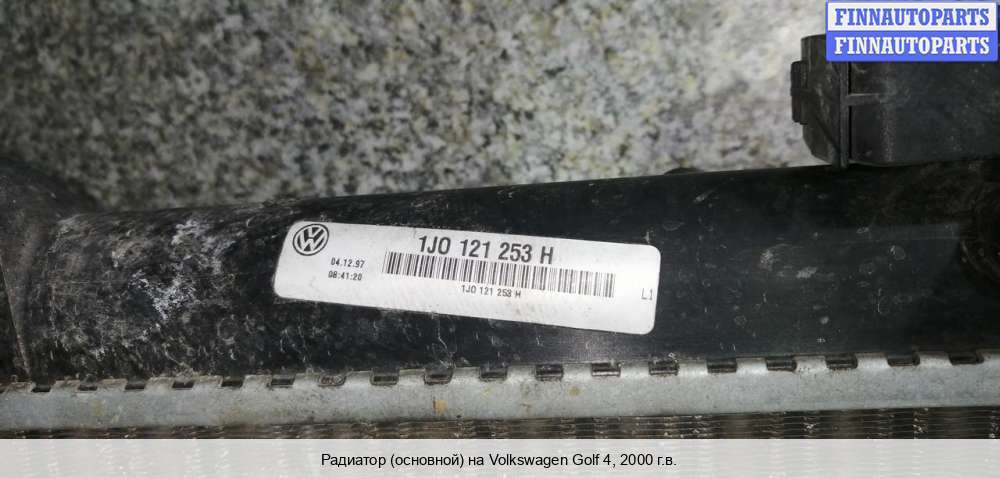 FINNAUTOPARTS
FINNAUTOPARTS
1J0 121 253 H
04.12.97
08:41:20
1J0 121 253 H
L1
Радиатор (основной) на Volkswagen Golf 4, 2000 г.в.